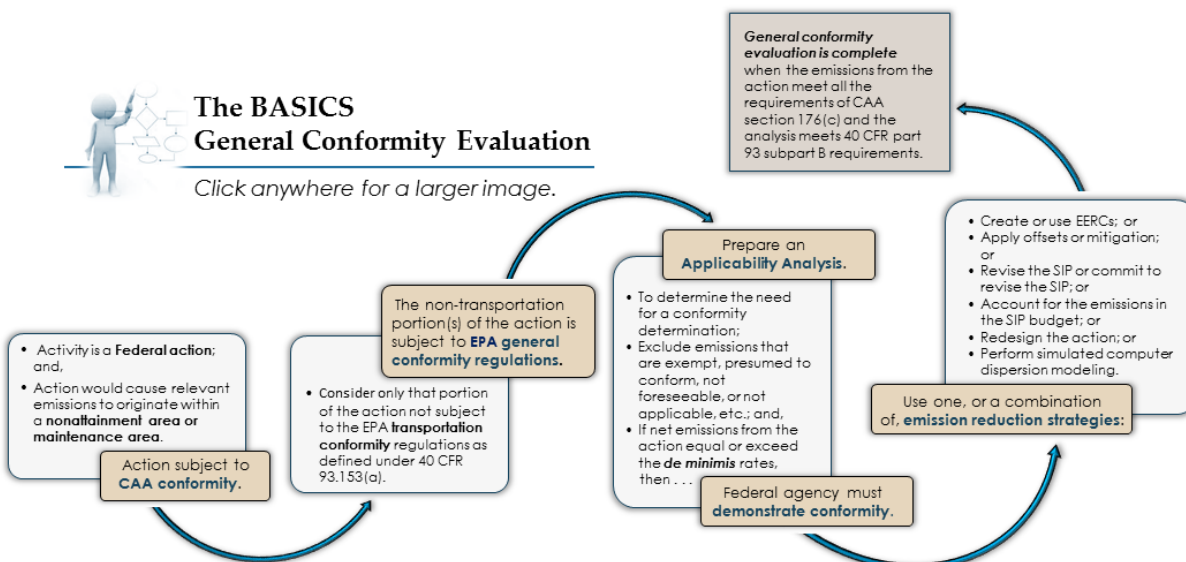 The BASICS
General Conformity Evaluation
Click anywhere for a larger image.
• Activity is a Federal action;
and,
• Action would cause relevant
emissions to originate within
a nonattainment area or
maintenance area.
Action subject to
CAA conformity.
The non-transportation
portion(s) of the action is
subject to EPA general
conformity regulations.
• Consider only that portion
of the action not subject
to the EPA transportation
conformity regulations as
defined under 40 CFR
93.153(a).
Prepare an
Applicability Analysis.
• To determine the need
for a conformity
determination;
• Exclude emissions that
are exempt, presumed to
conform, not
foreseeable, or not
applicable, etc.; and,
• If net emissions from the
action equal or exceed
the de minimis rates,
then . . .
Federal agency must
demonstrate conformity.
• Create or use EERCs; or
• Apply offsets or mitigation;
or
• Revise the SIP or commit to
revise the SIP; or
• Account for the emissions in
the SIP budget; or
• Redesign the action; or
• Perform simulated computer
dispersion modeling.
Use one, or a combination
of, emission reduction strategies:
General conformity
evaluation is complete
when the emissions from the
action meet all the
requirements of CAA
section 176(c) and the
analysis meets 40 CFR part
93 subpart B requirements.